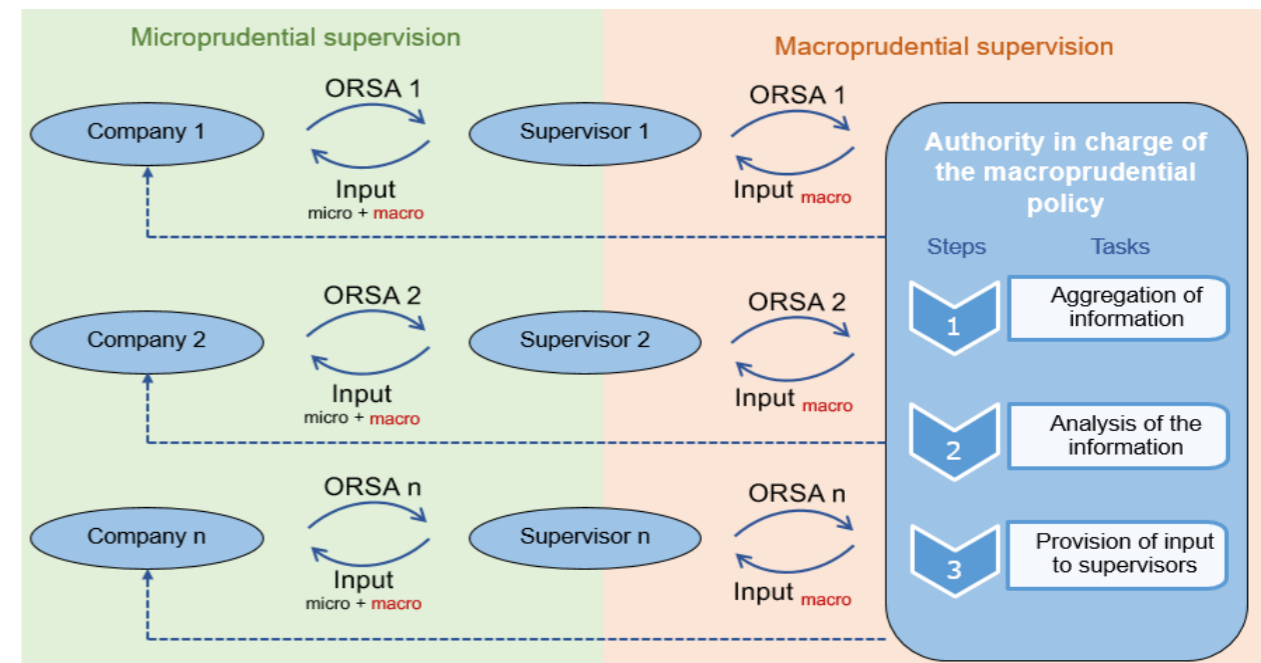 Microprudential supervision
Macroprudential supervision
ORSA 1
Company 1
Supervisor 1
Input
micro + macro
ORSA 1
Input macro
ORSA 2
Company 2
Supervisor 2
Input
micro + macro
ORSA 2
Input macro
ORSA n
Company n
Supervisor n
Input
micro + macro
ORSA n
Input macro
Authority in charge of
the macroprudential
policy
Steps
Tasks
1
Aggregation of
information
2
Analysis of the
information
3
Provision of input
to supervisors